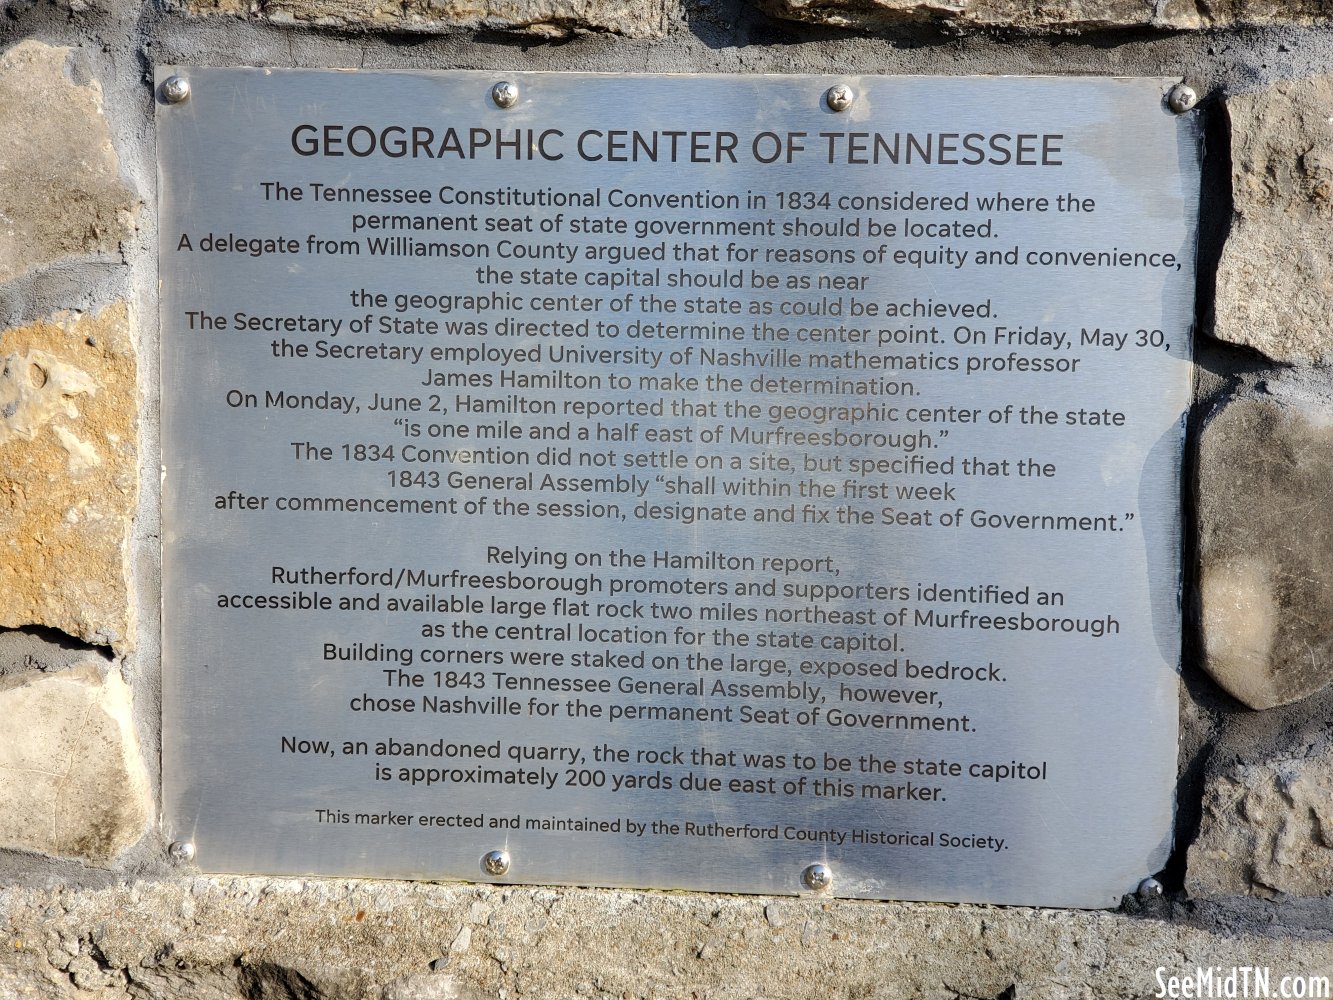 GEOGRAPHIC CENTER OF TENNESSEE
The Tennessee Constitutional Convention in 1834 considered where the
permanent seat of state government should be located.
A delegate from Williamson County argued that for reasons of equity and convenience,
the state capital should be as near
the geographic center of the state as could be achieved.
The Secretary of State was directed to determine the center point. On Friday, May 30,
the Secretary employed University of Nashville mathematics professor
James Hamilton to make the determination.
On Monday, June 2, Hamilton reported that the geographic center of the state
“is one mile and a half east of Murfreesborough.”
The 1834 Convention did not settle on a site, but specified that the
1843 General Assembly “shall within the first week
after commencement of the session, designate and fix the Seat of Government.”
Relying on the Hamilton report,
Rutherford/Murfreesborough promoters and supporters identified an
accessible and available large flat rock two miles northeast of Murfreesborough
as the central location for the state capitol.
Building corners were staked on the large, exposed bedrock.
The 1843 Tennessee General Assembly, however,
chose Nashville for the permanent Seat of Government.
Now, an abandoned quarry, the rock that was to be the state capitol
is approximately 200 yards due east of this marker.
This marker erected and maintained by the Rutherford County Historical Society.
SeeMidTN.com